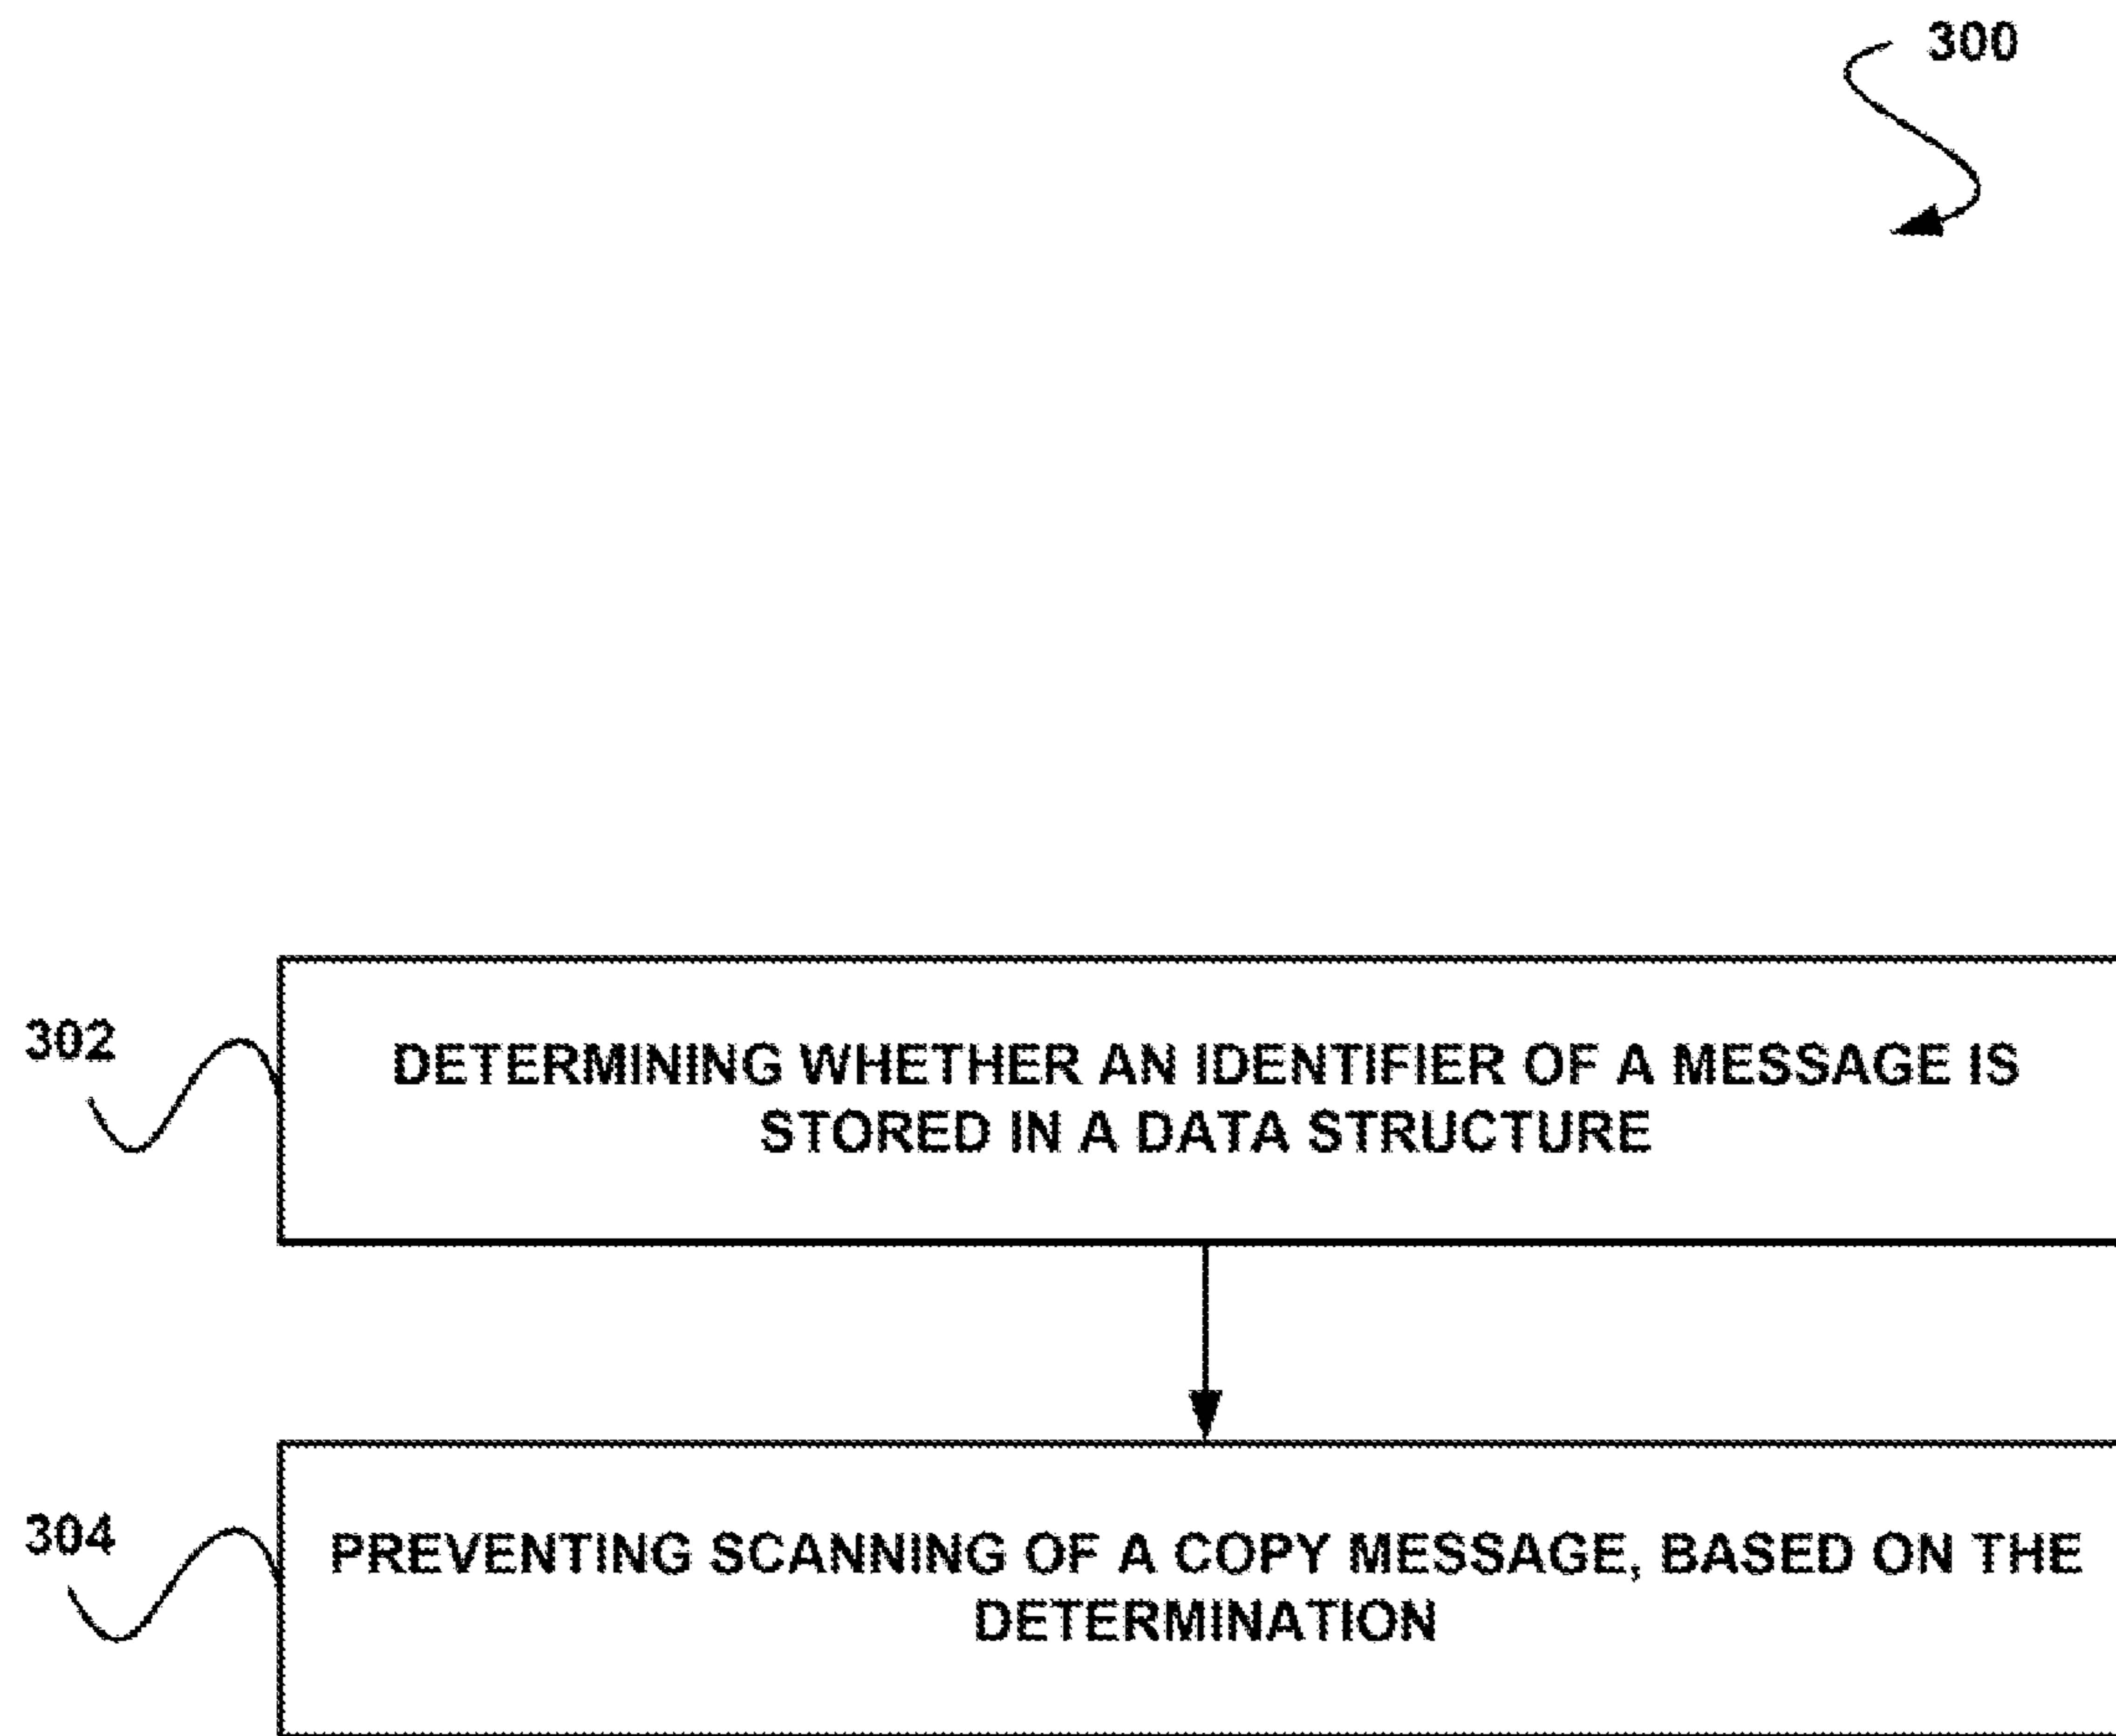 300
302
DETERMINING WHETHER AN IDENTIFIER OF A MESSAGE IS
STORED IN A DATA STRUCTURE
304
PREVENTING SCANNING OF A COPY MESSAGE, BASED ON THE
DETERMINATION